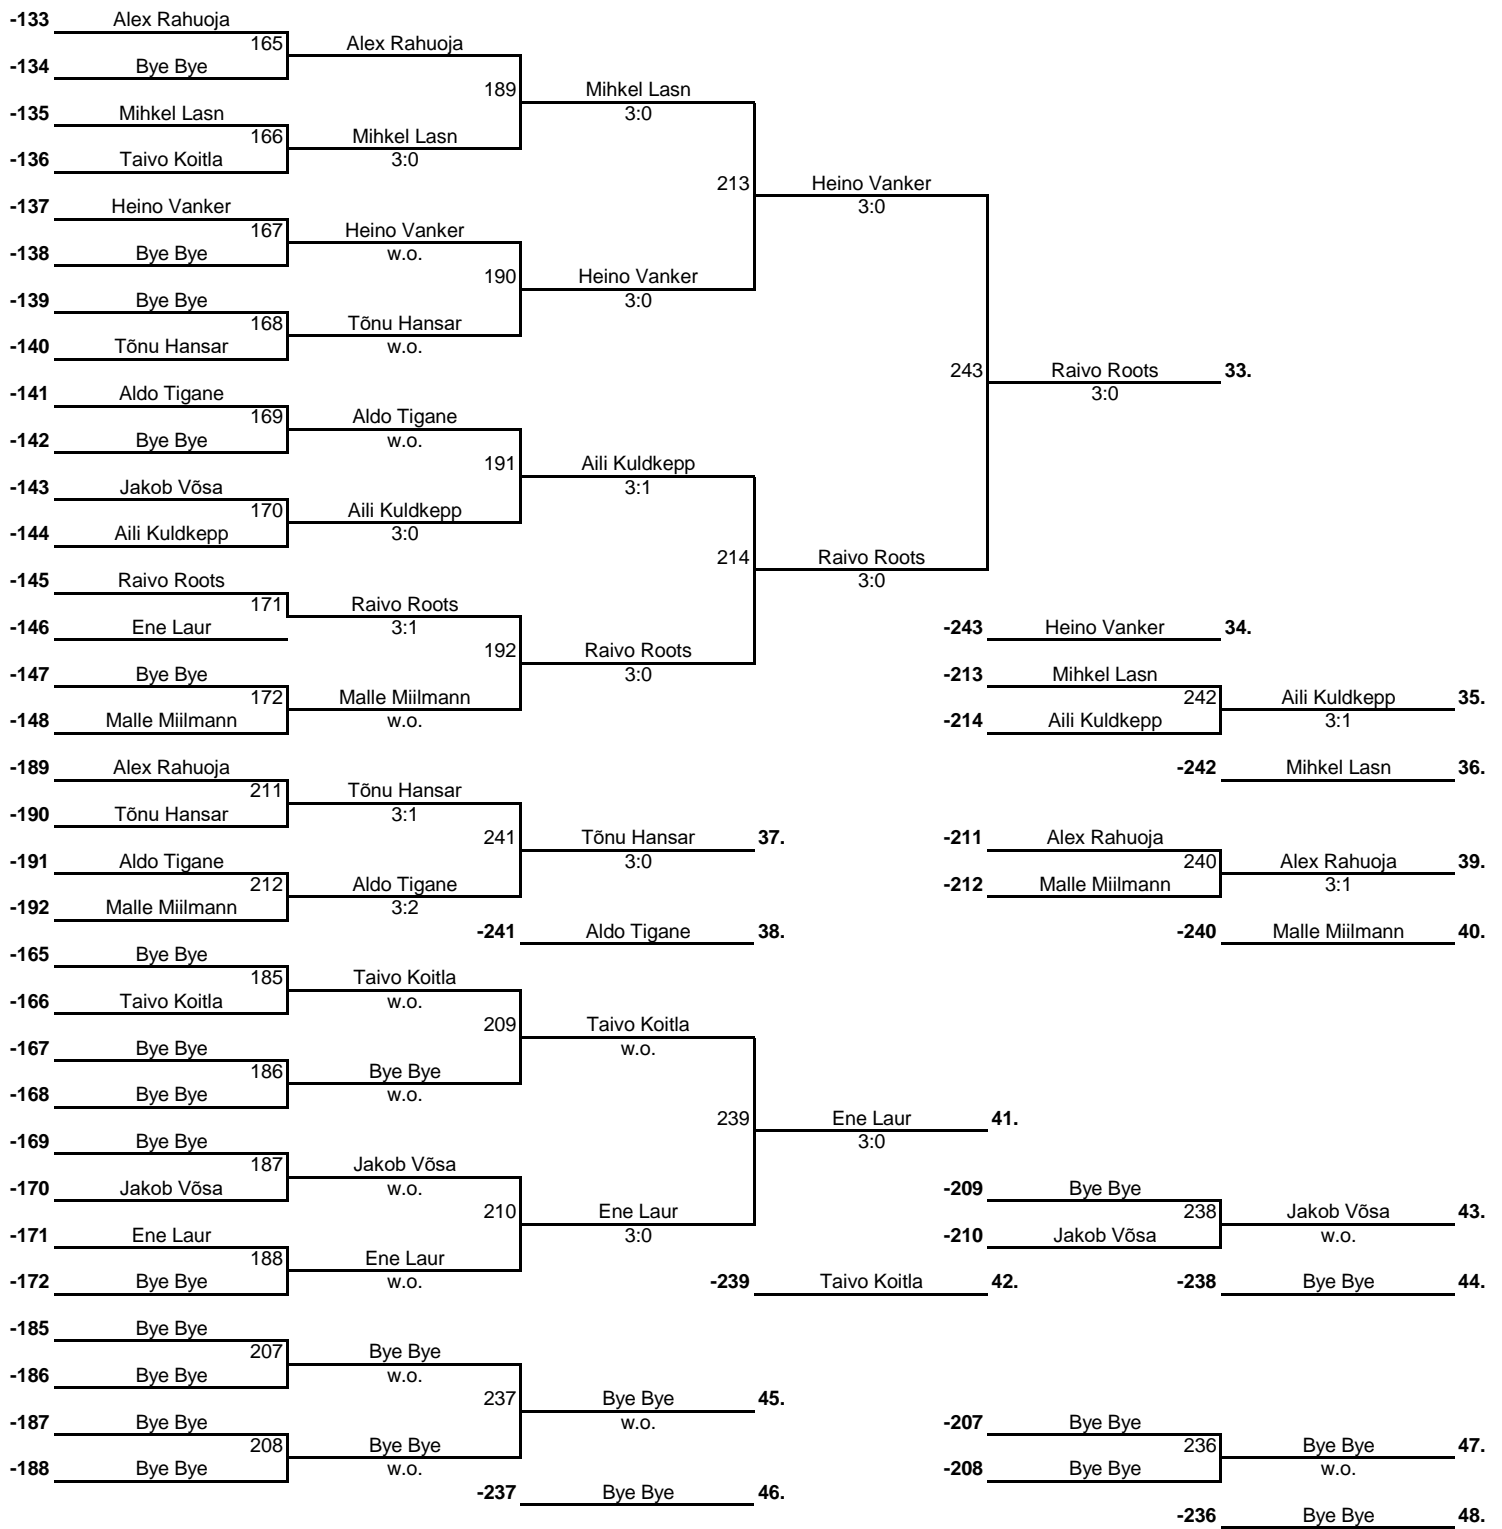 -133 Alex Rahuoja
165 Alex Rahuoja
-134 Bye Bye
189 Mihkel Lasn
3:0
-135 Mihkel Lasn
166 Mihkel Lasn
3:0
-136 Taivo Koitla
213 Heino Vanker
3:0
-137 Heino Vanker
167 Heino Vanker
w.o.
-138 Bye Bye
190 Heino Vanker
3:0
-139 Bye Bye
168 Tõnu Hansar
w.o.
-140 Tõnu Hansar
243 Raivo Roots 33.
3:0
-141 Aldo Tigane
169 Aldo Tigane
w.o.
-142 Bye Bye
191 Aili Kuldkepp
3:1
-143 Jakob Võsa
170 Aili Kuldkepp
3:0
-144 Aili Kuldkepp
214 Raivo Roots
3:0
-145 Raivo Roots
171 Raivo Roots
3:1
-146 Ene Laur
-243 Heino Vanker 34.
192 Raivo Roots
3:0
-147 Bye Bye
-213 Mihkel Lasn
172 Malle Miilmann
w.o.
242 Aili Kuldkepp 35.
3:1
-148 Malle Miilmann
-214 Aili Kuldkepp
-189 Alex Rahuoja
-242 Mihkel Lasn 36.
211 Tõnu Hansar
3:1
-190 Tõnu Hansar
241 Tõnu Hansar 37.
3:0
-211 Alex Rahuoja
-191 Aldo Tigane
240 Alex Rahuoja 39.
3:1
212 Aldo Tigane
3:2
-212 Malle Miilmann
-192 Malle Miilmann
-241 Aldo Tigane 38.
-240 Malle Miilmann 40.
-165 Bye Bye
185 Taivo Koitla
w.o.
-166 Taivo Koitla
209 Taivo Koitla
w.o.
-167 Bye Bye
186 Bye Bye
w.o.
-168 Bye Bye
239 Ene Laur 41.
3:0
-169 Bye Bye
187 Jakob Võsa
w.o.
-170 Jakob Võsa
-209 Bye Bye
210 Ene Laur
3:0
238 Jakob Võsa 43.
w.o.
-171 Ene Laur
-210 Jakob Võsa
188 Ene Laur
w.o.
-172 Bye Bye
-239 Taivo Koitla 42.
-238 Bye Bye 44.
-185 Bye Bye
207 Bye Bye
w.o.
-186 Bye Bye
237 Bye Bye 45.
w.o.
-187 Bye Bye
-207 Bye Bye
208 Bye Bye
w.o.
236 Bye Bye 47.
w.o.
-188 Bye Bye
-208 Bye Bye
-237 Bye Bye 46.
-236 Bye Bye 48.